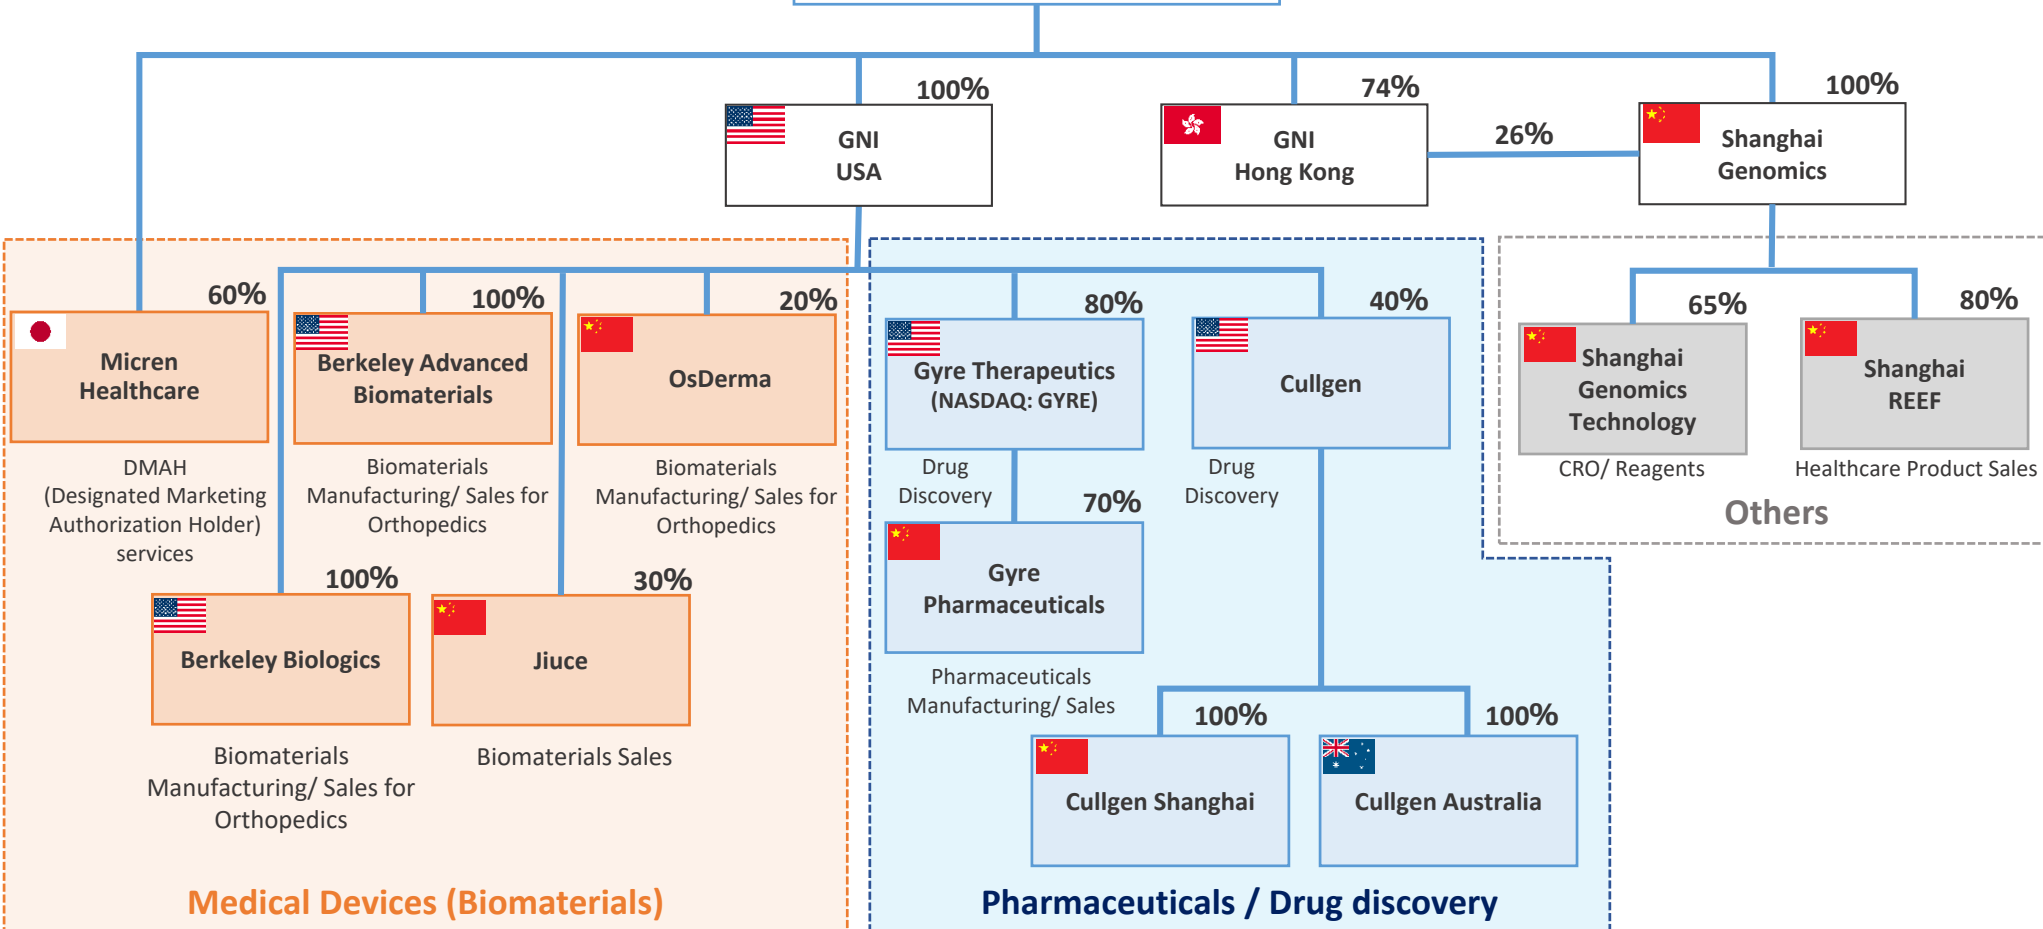 100%
74%
100%
GNI
USA
GNI
Hong Kong
26%
Shanghai
Genomics
60%
100%
20%
80%
40%
65%
80%
Micren
Healthcare
Berkeley Advanced
Biomaterials
OsDerma
Gyre Therapeutics
(NASDAQ: GYRE)
Cullgen
Shanghai
Genomics
Technology
Shanghai
REEF
DMAH
(Designated Marketing
Authorization Holder)
services
Biomaterials
Manufacturing/ Sales for
Orthopedics
Biomaterials
Manufacturing/ Sales for
Orthopedics
Drug
Discovery
Drug
Discovery
CRO/ Reagents
Healthcare Product Sales
Others
100%
30%
70%
Berkeley Biologics
Jiuce
Gyre
Pharmaceuticals
Pharmaceuticals
Manufacturing/ Sales
Biomaterials
Manufacturing/ Sales for
Orthopedics
Biomaterials Sales
100%
100%
Cullgen Shanghai
Cullgen Australia
Medical Devices (Biomaterials)
Pharmaceuticals / Drug discovery